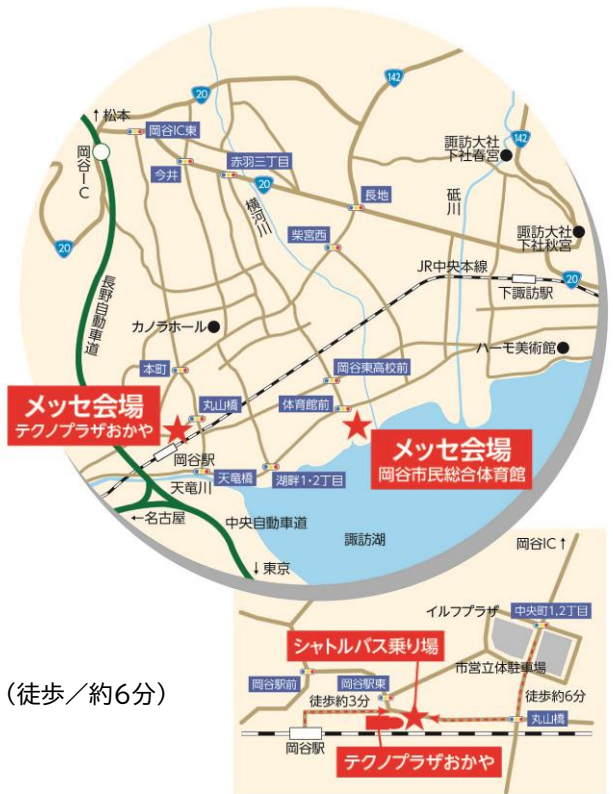 20
142
↑松本
岡谷IC東
岡谷IC
今井
赤羽三丁目
20
横河川
諏訪大社
下社春宮
142
長地
砥川
柴宮西
諏訪大社
下社秋宮
20
JR中央本線
下諏訪駅
20
長野自動車道
カノラホール
ハーモ美術館
本町
岡谷東高校前
メッセ会場
テクノプラザおかや
丸山橋
体育館前
メッセ会場
岡谷市民総合体育館
岡谷駅
天竜川
天竜橋
湖畔1・2丁目
←名古屋
中央自動車道
諏訪湖
↓東京
岡谷IC↑
イルフプラザ
中央町1,2丁目
シャトルバス乗り場
市営立体駐車場
(徒歩/約6分)
岡谷駅前
岡谷駅東
徒歩約3分
徒歩約6分
丸山橋
岡谷駅
テクノプラザおかや